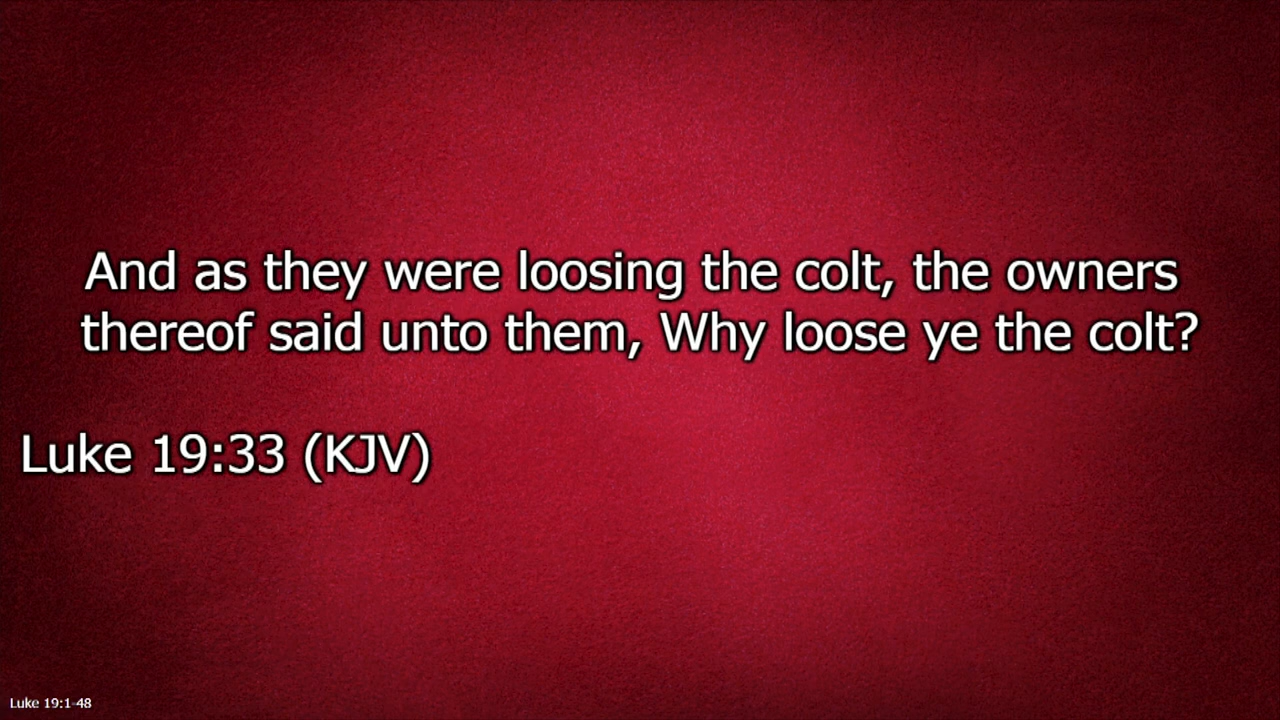 And as they were loosing the colt, the owners
thereof said unto them, Why loose ye the colt?
Luke 19:33 (KJV)
Luke 19:1-48